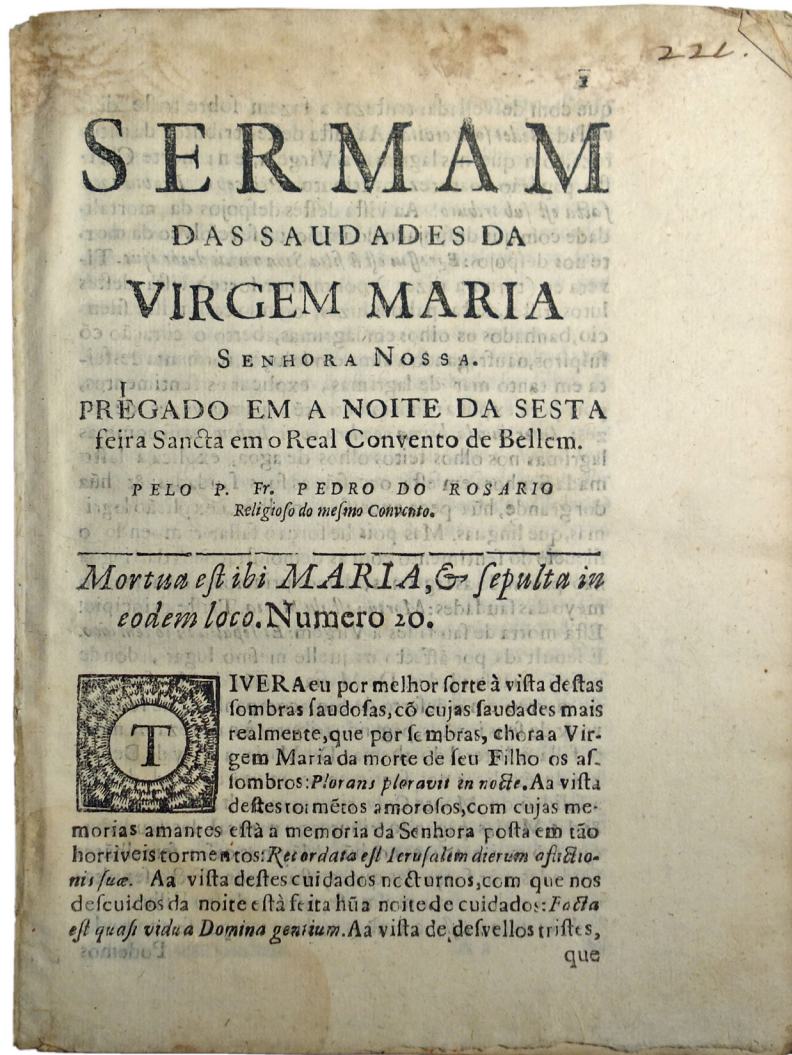 221.
1
SERMAM
DAS SAUDADES DA
VIRGEM MARIA
SENHORA NOSSA.
PREGADO EM A NOITE DA SESTA
feira Sancta em o Real Convento de Bellem.
PELO P. Fr. PEDRO DO ROSARIO
Religioſo do meſmo Convento.
Mortua eſt ibi MARIA, & ſepulta in
eodem loco. Numero 20.
TIVERA eu por melhor ſorte à viſta deſtas
ſombras ſaudoſas, cõ cujas ſaudades mais
realmente, que por ſembras, chora a Vir-
gem Maria da morte de ſeu Filho os aſ-
ſombros: Plorans ploravit in nocte. Aa viſta
deſtes tormẽtos amoroſos, com cujas me-
morias amantes eſtà a memoria da Senhora poſta em tão
horriveis tormentos: Recordata eſt Ieruſalim dierum aflictio-
nis ſuæ. Aa viſta deſtes cuidados nocturnos, com que nos
deſcuidos da noite eſtà feita hũa noite de cuidados: Facta
eſt quaſi vidua Domina gentium. Aa viſta de deſvellos triſtes,
que